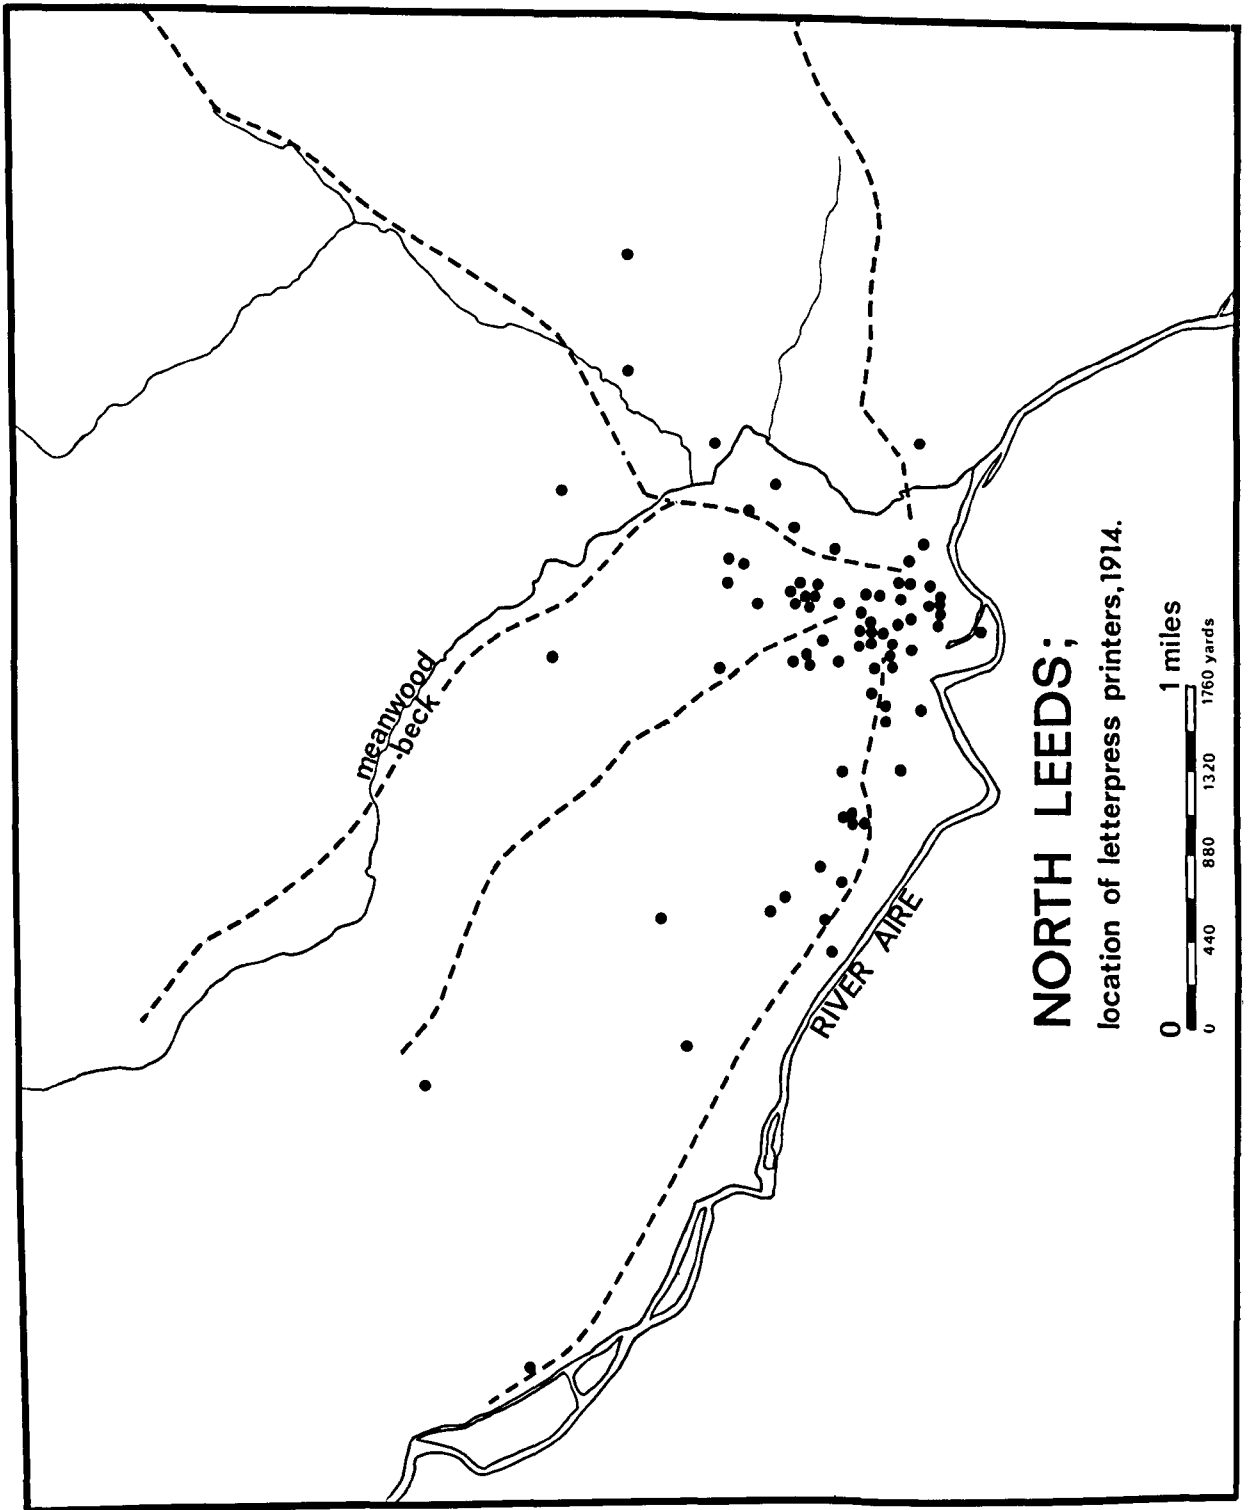 meanwood
beck
RIVER AIRE
NORTH LEEDS;
location of letterpress printers,1914.
0 1 miles
0 440 880 1320 1760 yards